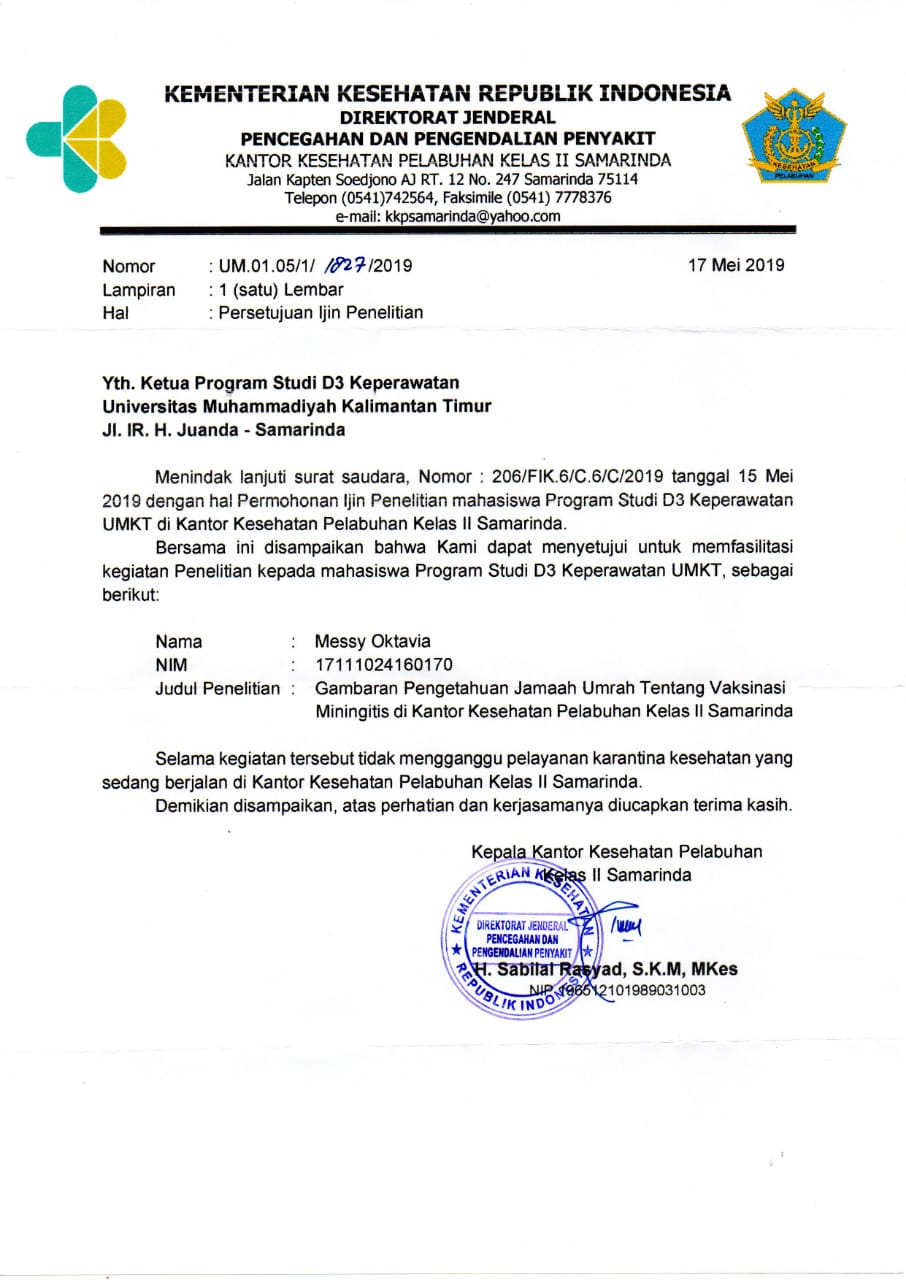 KEMENTERIAN KESEHATAN REPUBLIK INDONESIA
DIREKTORAT JENDERAL
PENCEGAHAN DAN PENGENDALIAN PENYAKIT
KANTOR KESEHATAN PELABUHAN KELAS II SAMARINDA
Jalan Kapten Soedjono AJ RT. 12 No. 247 Samarinda 75114
Telepon (0541)742564, Faksimile (0541) 7778376
e-mail: kkpsamarinda@yahoo.com
KESEHATAN
PELABUHAN
Nomor : UM.01.05/1/ 1827/2019 17 Mei 2019
Lampiran : 1 (satu) Lembar
Hal : Persetujuan Ijin Penelitian
Yth. Ketua Program Studi D3 Keperawatan
Universitas Muhammadiyah Kalimantan Timur
Jl. IR. H. Juanda - Samarinda
Menindak lanjuti surat saudara, Nomor : 206/FIK.6/C.6/C/2019 tanggal 15 Mei
2019 dengan hal Permohonan Ijin Penelitian mahasiswa Program Studi D3 Keperawatan
UMKT di Kantor Kesehatan Pelabuhan Kelas II Samarinda.
Bersama ini disampaikan bahwa Kami dapat menyetujui untuk memfasilitasi
kegiatan Penelitian kepada mahasiswa Program Studi D3 Keperawatan UMKT, sebagai
berikut:
Nama : Messy Oktavia
NIM : 17111024160170
Judul Penelitian : Gambaran Pengetahuan Jamaah Umrah Tentang Vaksinasi
Miningitis di Kantor Kesehatan Pelabuhan Kelas II Samarinda
Selama kegiatan tersebut tidak mengganggu pelayanan karantina kesehatan yang
sedang berjalan di Kantor Kesehatan Pelabuhan Kelas II Samarinda.
Demikian disampaikan, atas perhatian dan kerjasamanya diucapkan terima kasih.
Kepala Kantor Kesehatan Pelabuhan
Kelas II Samarinda
KEMENTERIAN KESEHATAN
DIREKTORAT JENDERAL
PENCEGAHAN DAN
PENGENDALIAN PENYAKIT
REPUBLIK INDONESIA
H. Sabilal Rasyad, S.K.M, MKes
NIP 196512101989031003